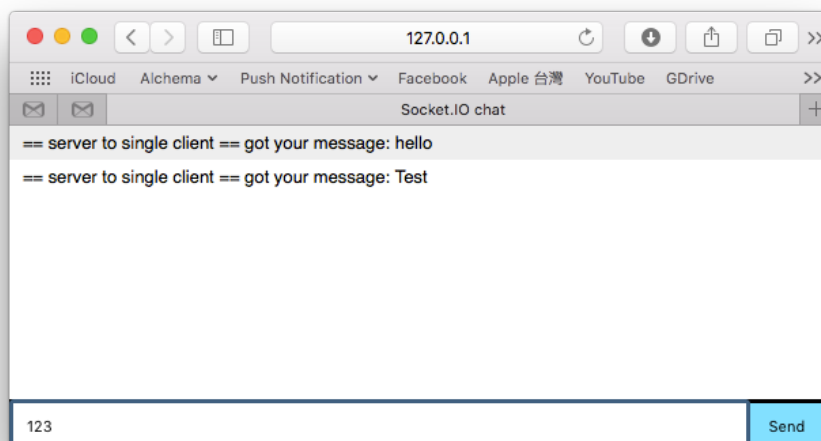 127.0.0.1
iCloud Alchema Push Notification Facebook Apple 台灣 YouTube GDrive
Socket.IO chat
== server to single client == got your message: hello
== server to single client == got your message: Test
123 Send